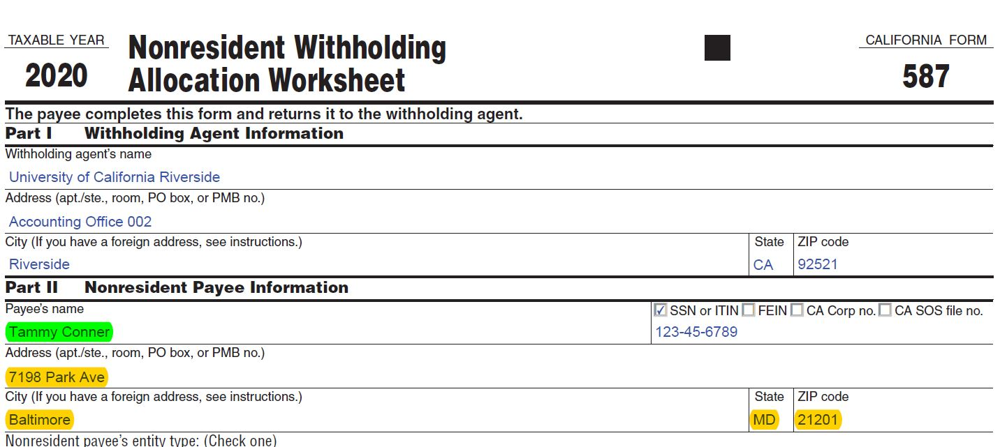 TAXABLE YEAR
2020
Nonresident Withholding
Allocation Worksheet
CALIFORNIA FORM
587
The payee completes this form and returns it to the withholding agent.
Part I Withholding Agent Information
Withholding agent's name
University of California Riverside
Address (apt./ste., room, PO box, or PMB no.)
Accounting Office 002
City (If you have a foreign address, see instructions.) State ZIP code
Riverside CA 92521
Part II Nonresident Payee Information
Payee's name ☑ SSN or ITIN ☐ FEIN ☐ CA Corp no. ☐ CA SOS file no.
Tammy Conner 123-45-6789
Address (apt./ste., room, PO box, or PMB no.)
7198 Park Ave
City (If you have a foreign address, see instructions.) State ZIP code
Baltimore MD 21201
Nonresident payee's entity type: (Check one)